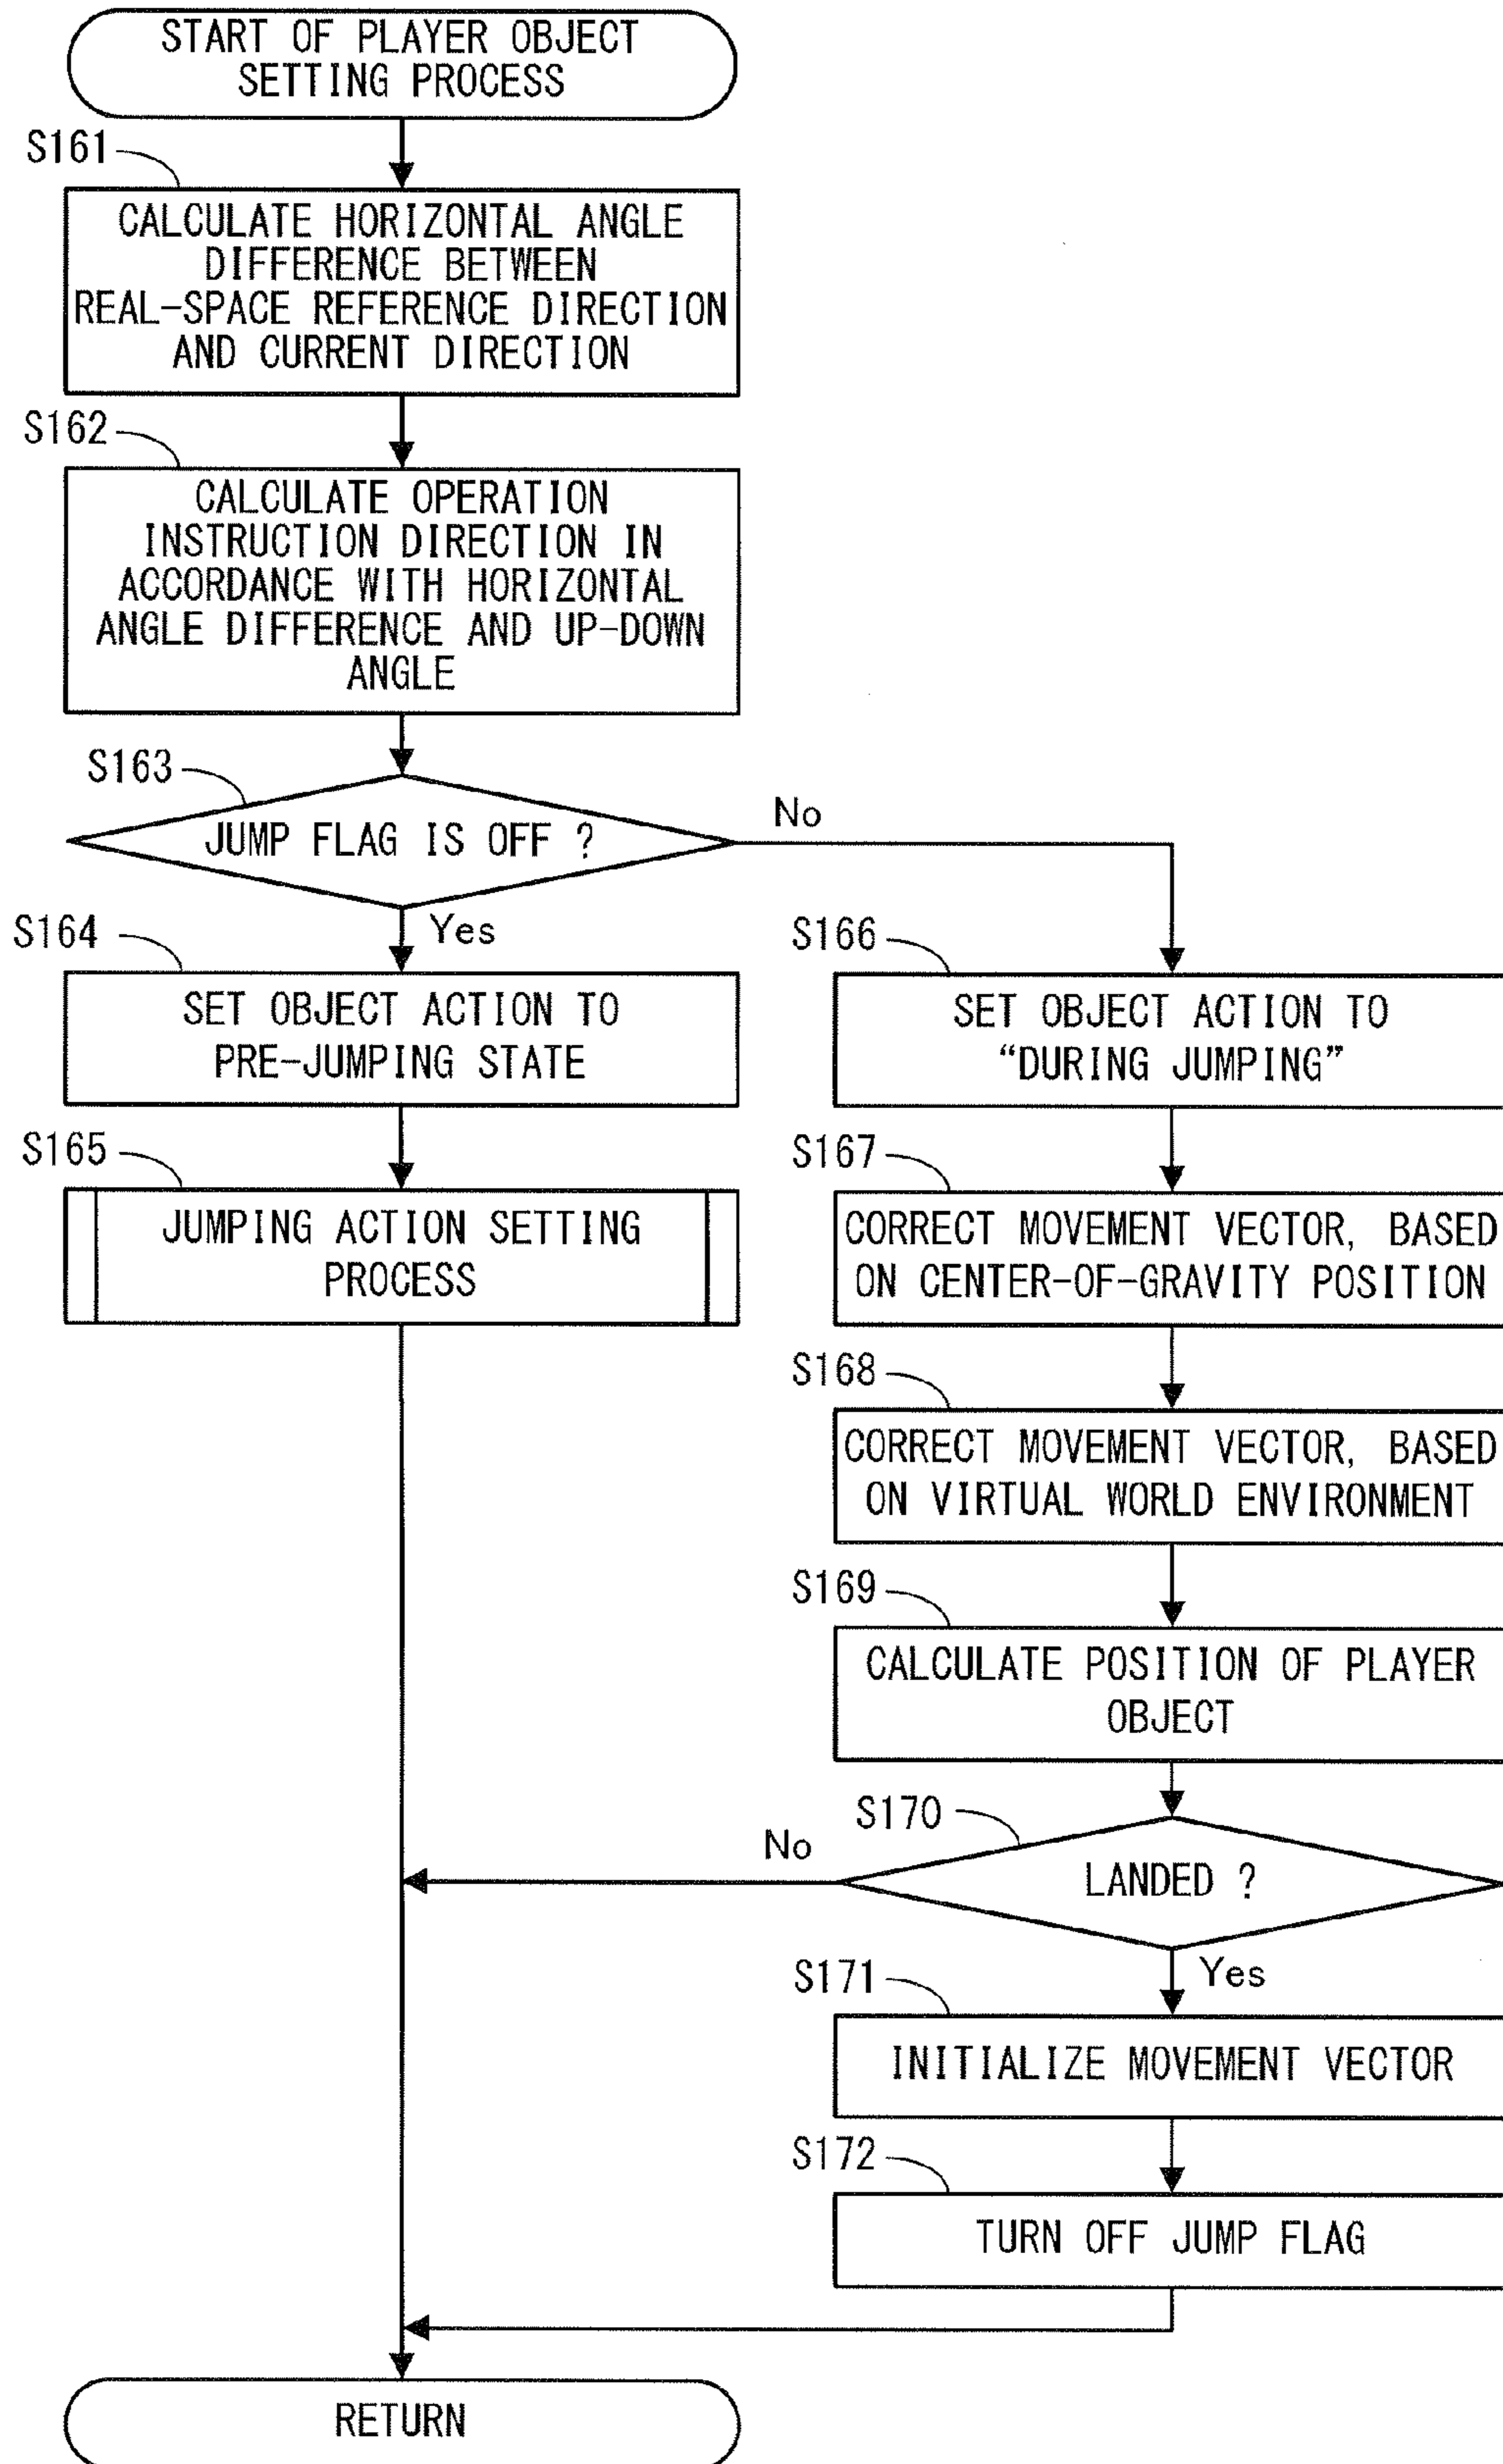 START OF PLAYER OBJECT
SETTING PROCESS
S161
CALCULATE HORIZONTAL ANGLE
DIFFERENCE BETWEEN
REAL-SPACE REFERENCE DIRECTION
AND CURRENT DIRECTION
S162
CALCULATE OPERATION
INSTRUCTION DIRECTION IN
ACCORDANCE WITH HORIZONTAL
ANGLE DIFFERENCE AND UP-DOWN
ANGLE
S163
JUMP FLAG IS OFF ?
No
Yes
S164
SET OBJECT ACTION TO
PRE-JUMPING STATE
S165
JUMPING ACTION SETTING
PROCESS
S166
SET OBJECT ACTION TO
“DURING JUMPING”
S167
CORRECT MOVEMENT VECTOR, BASED
ON CENTER-OF-GRAVITY POSITION
S168
CORRECT MOVEMENT VECTOR, BASED
ON VIRTUAL WORLD ENVIRONMENT
S169
CALCULATE POSITION OF PLAYER
OBJECT
S170
LANDED ?
No
Yes
S171
INITIALIZE MOVEMENT VECTOR
S172
TURN OFF JUMP FLAG
RETURN